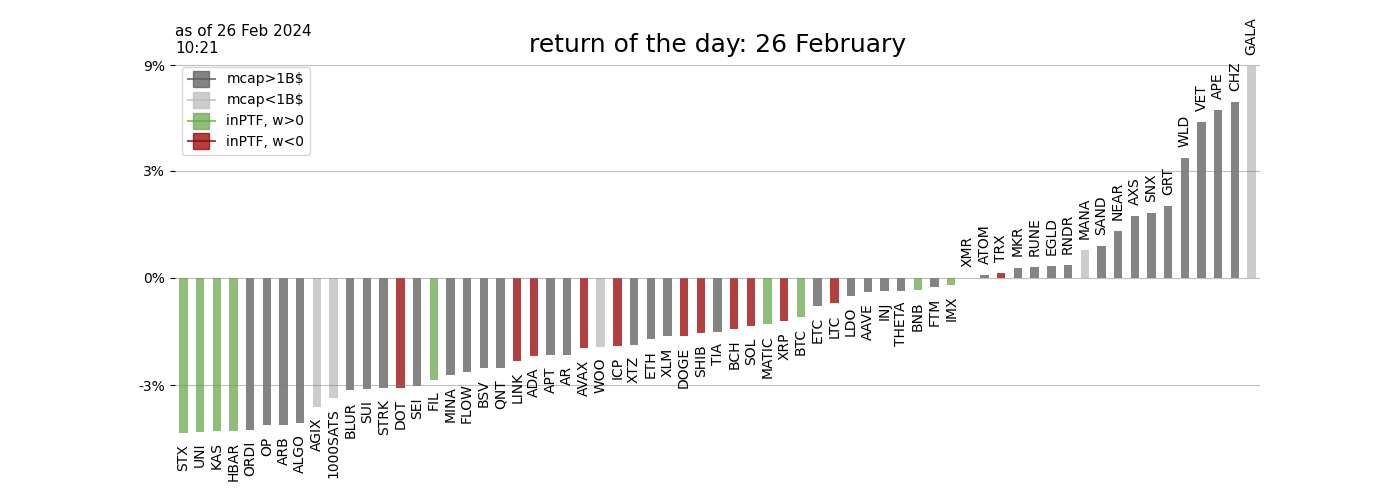 as of 26 Feb 2024
10:21
return of the day: 26 February
9%
3%
0%
-3%
mcap>1B$
mcap<1B$
inPTF, w>0
inPTF, w<0
STX
UNI
KAS
HBAR
ORDI
OP
ARB
ALGO
AGIX
1000SATS
BLUR
SUI
STRK
DOT
SEI
FIL
MINA
FLOW
BSV
QNT
LINK
ADA
APT
AR
AVAX
WOO
ICP
XTZ
ETH
XLM
DOGE
SHIB
TIA
BCH
SOL
MATIC
XRP
BTC
ETC
LTC
LDO
AAVE
INJ
THETA
BNB
FTM
IMX
XMR
ATOM
TRX
MKR
RUNE
EGLD
RNDR
MANA
SAND
NEAR
AXS
SNX
GRT
WLD
VET
APE
CHZ
GALA